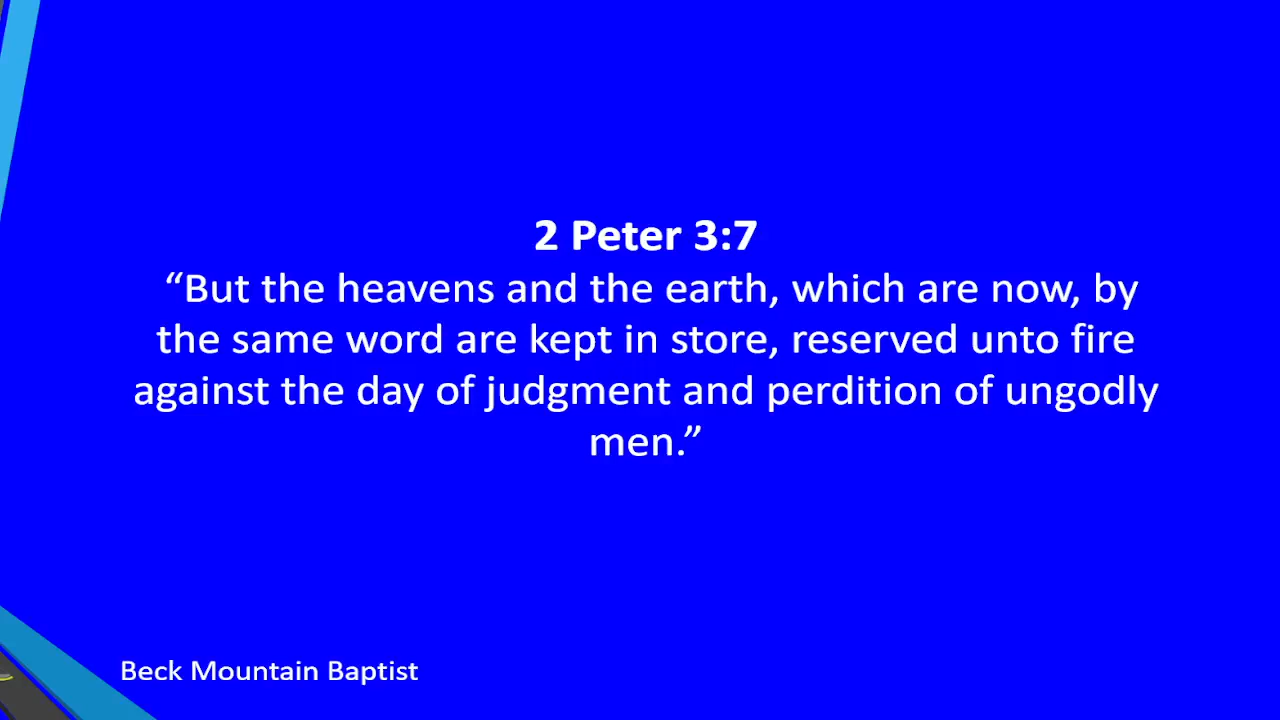 2 Peter 3:7
“But the heavens and the earth, which are now, by
the same word are kept in store, reserved unto fire
against the day of judgment and perdition of ungodly
men.”
Beck Mountain Baptist